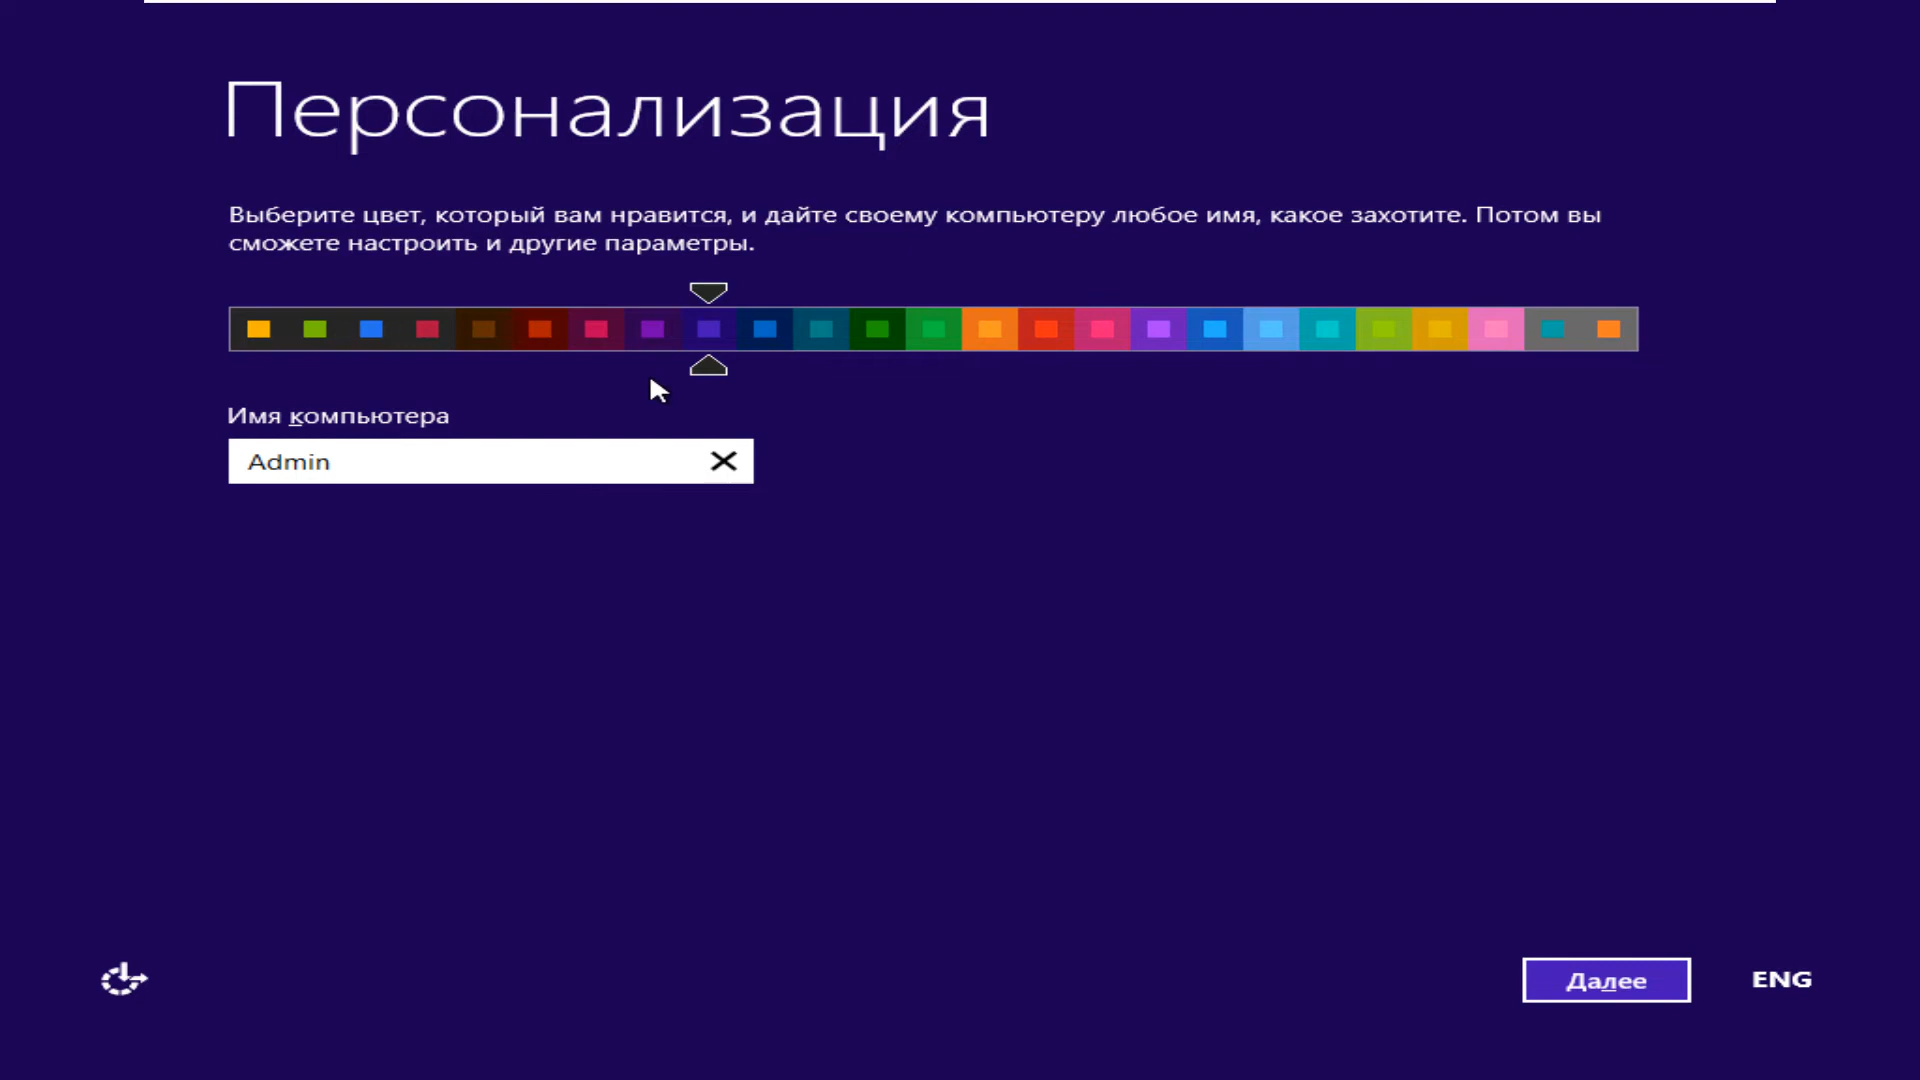 Персонализация
Выберите цвет, который вам нравится, и дайте своему компьютеру любое имя, какое захотите. Потом вы
сможете настроить и другие параметры.
Имя компьютера
Admin
Далее
ENG